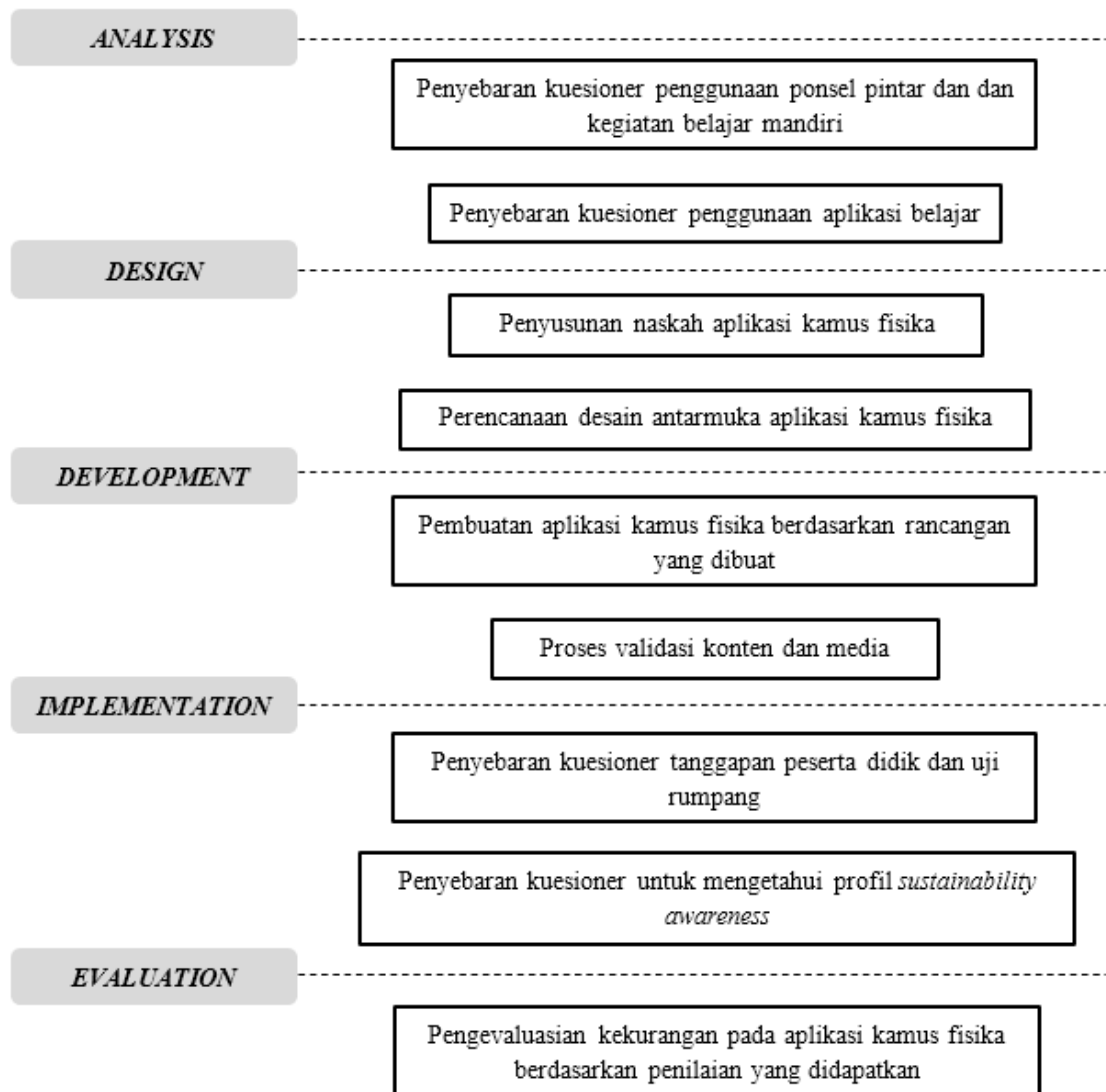 ANALYSIS
Penyebaran kuesioner penggunaan ponsel pintar dan dan
kegiatan belajar mandiri
Penyebaran kuesioner penggunaan aplikasi belajar
DESIGN
Penyusunan naskah aplikasi kamus fisika
Perencanaan desain antarmuka aplikasi kamus fisika
DEVELOPMENT
Pembuatan aplikasi kamus fisika berdasarkan rancangan
yang dibuat
Proses validasi konten dan media
IMPLEMENTATION
Penyebaran kuesioner tanggapan peserta didik dan uji
rumpang
Penyebaran kuesioner untuk mengetahui profil sustainability
awareness
EVALUATION
Pengevaluasian kekurangan pada aplikasi kamus fisika
berdasarkan penilaian yang didapatkan